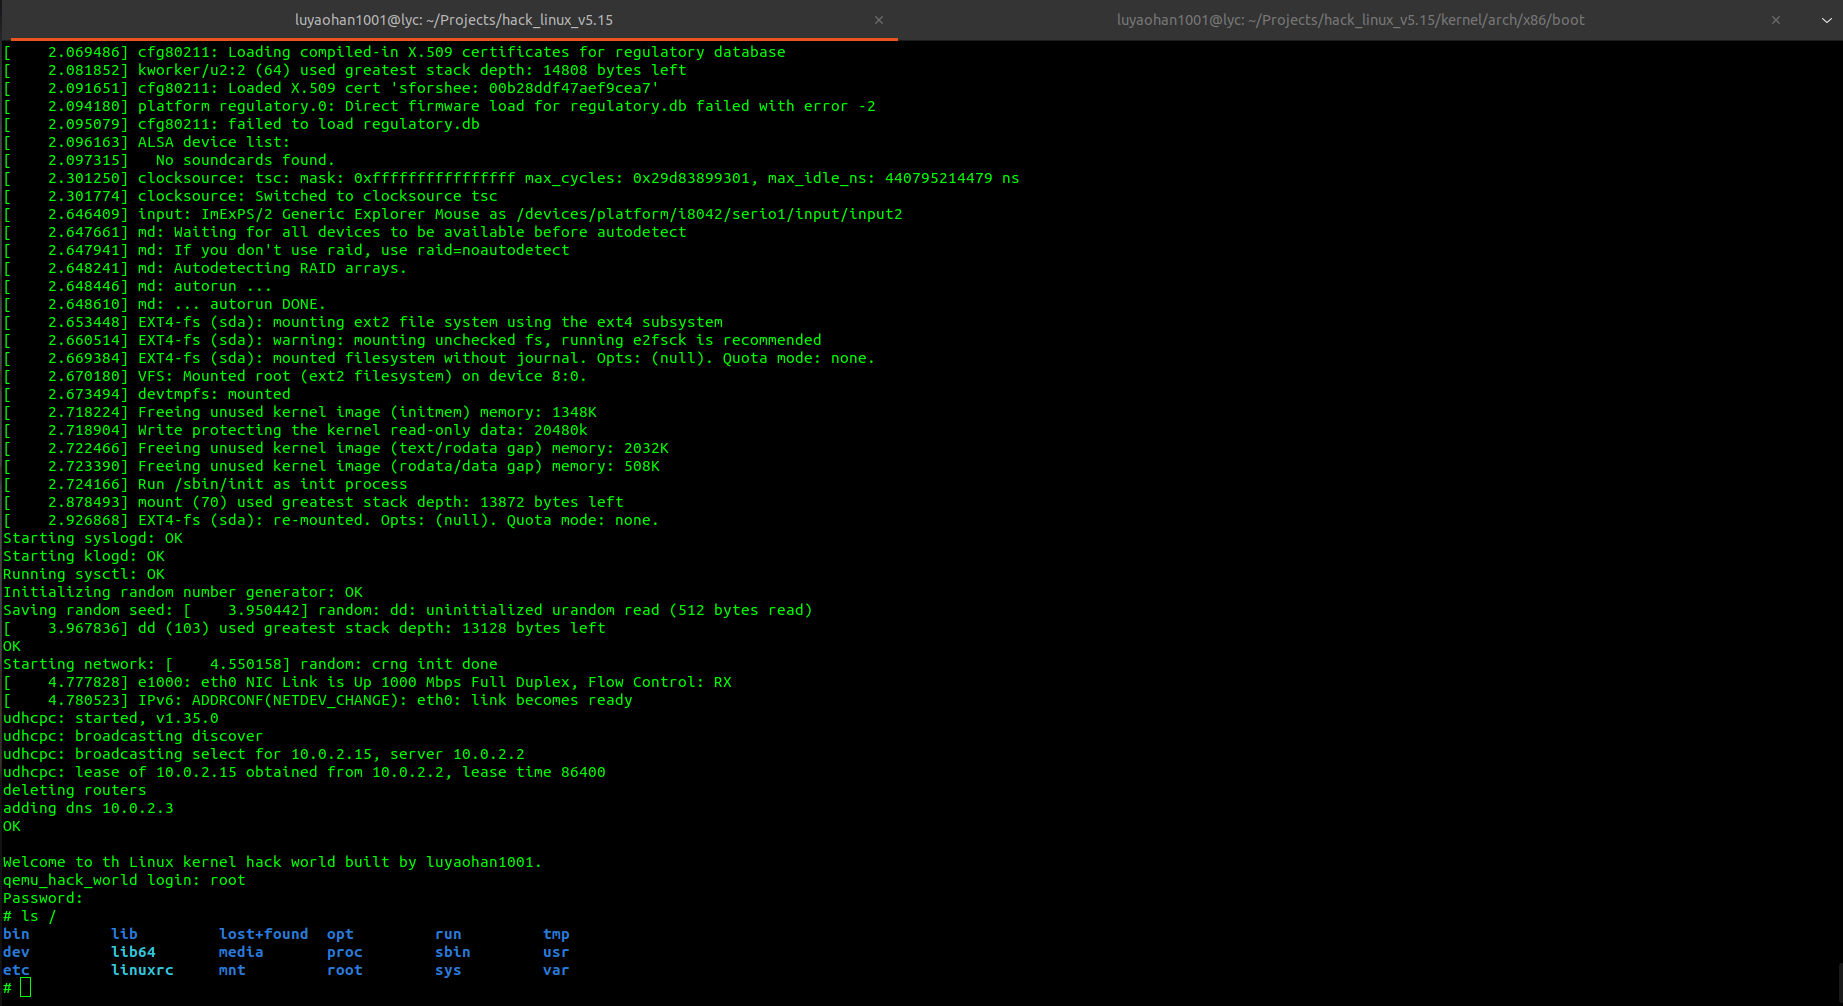 luyaohan1001@lyc: ~/Projects/hack_linux_v5.15 × luyaohan1001@lyc: ~/Projects/hack_linux_v5.15/kernel/arch/x86/boot ×
[    2.069486] cfg80211: Loading compiled-in X.509 certificates for regulatory database
[    2.081852] kworker/u2:2 (64) used greatest stack depth: 14808 bytes left
[    2.091651] cfg80211: Loaded X.509 cert 'sforshee: 00b28ddf47aef9cea7'
[    2.094180] platform regulatory.0: Direct firmware load for regulatory.db failed with error -2
[    2.095079] cfg80211: failed to load regulatory.db
[    2.096163] ALSA device list:
[    2.097315]   No soundcards found.
[    2.301250] clocksource: tsc: mask: 0xffffffffffffffff max_cycles: 0x29d83899301, max_idle_ns: 440795214479 ns
[    2.301774] clocksource: Switched to clocksource tsc
[    2.646409] input: ImExPS/2 Generic Explorer Mouse as /devices/platform/i8042/serio1/input/input2
[    2.647661] md: Waiting for all devices to be available before autodetect
[    2.647941] md: If you don't use raid, use raid=noautodetect
[    2.648241] md: Autodetecting RAID arrays.
[    2.648446] md: autorun ...
[    2.648610] md: ... autorun DONE.
[    2.653448] EXT4-fs (sda): mounting ext2 file system using the ext4 subsystem
[    2.660514] EXT4-fs (sda): warning: mounting unchecked fs, running e2fsck is recommended
[    2.669384] EXT4-fs (sda): mounted filesystem without journal. Opts: (null). Quota mode: none.
[    2.670180] VFS: Mounted root (ext2 filesystem) on device 8:0.
[    2.673494] devtmpfs: mounted
[    2.718224] Freeing unused kernel image (initmem) memory: 1348K
[    2.718904] Write protecting the kernel read-only data: 20480k
[    2.722466] Freeing unused kernel image (text/rodata gap) memory: 2032K
[    2.723390] Freeing unused kernel image (rodata/data gap) memory: 508K
[    2.724166] Run /sbin/init as init process
[    2.878493] mount (70) used greatest stack depth: 13872 bytes left
[    2.926868] EXT4-fs (sda): re-mounted. Opts: (null). Quota mode: none.
Starting syslogd: OK
Starting klogd: OK
Running sysctl: OK
Initializing random number generator: OK
Saving random seed: [    3.950442] random: dd: uninitialized urandom read (512 bytes read)
[    3.967836] dd (103) used greatest stack depth: 13128 bytes left
OK
Starting network: [    4.550158] random: crng init done
[    4.777828] e1000: eth0 NIC Link is Up 1000 Mbps Full Duplex, Flow Control: RX
[    4.780523] IPv6: ADDRCONF(NETDEV_CHANGE): eth0: link becomes ready
udhcpc: started, v1.35.0
udhcpc: broadcasting discover
udhcpc: broadcasting select for 10.0.2.15, server 10.0.2.2
udhcpc: lease of 10.0.2.15 obtained from 10.0.2.2, lease time 86400
deleting routers
adding dns 10.0.2.3
OK
Welcome to th Linux kernel hack world built by luyaohan1001.
qemu_hack_world login: root
Password:
# ls /
bin         lib         lost+found  opt         run         tmp
dev         lib64       media       proc        sbin        usr
etc         linuxrc     mnt         root        sys         var
#